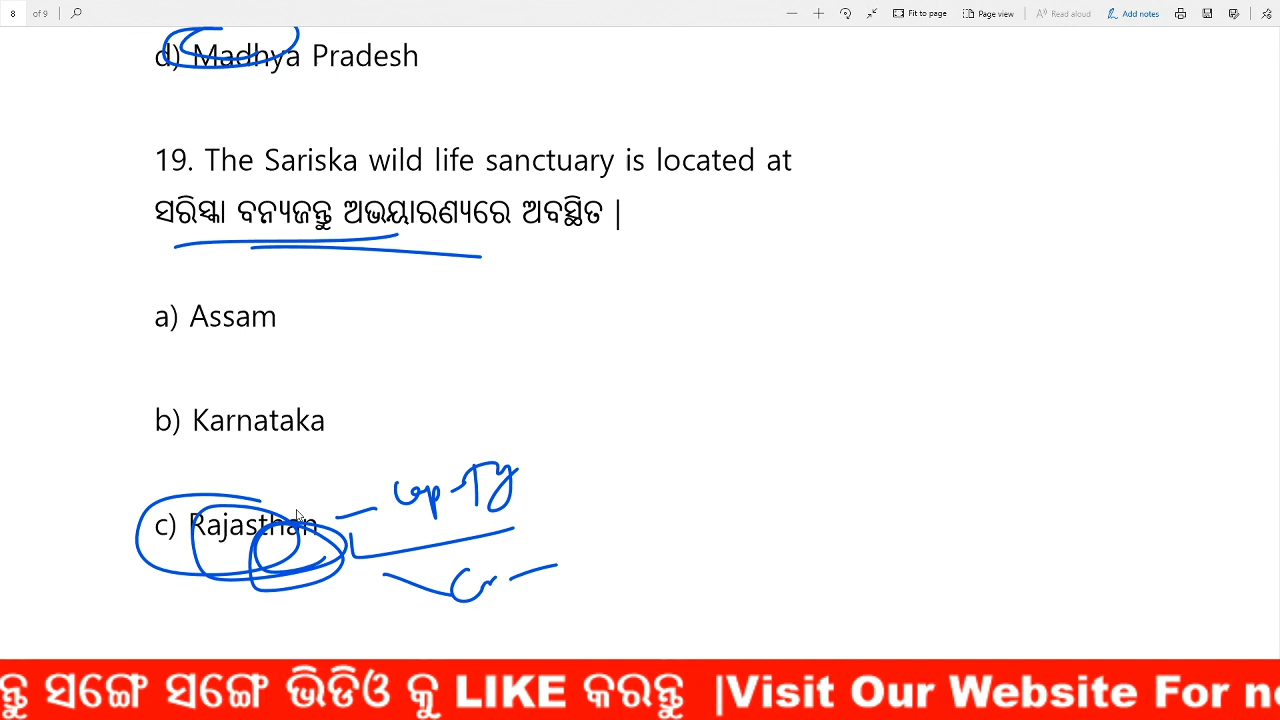 8 of 9 Fit to page Page view Read aloud Add notes
d) Madhya Pradesh
19. The Sariska wild life sanctuary is located at
ସରିସ୍କା ବନ୍ୟଜନ୍ତୁ ଅଭୟାରଣ୍ୟରେ ଅବସ୍ଥିତ |
a) Assam
b) Karnataka
c) Rajasthan
ନ୍ତୁ ସଙ୍ଗେ ସଙ୍ଗେ ଭିଡିଓ କୁ LIKE କରନ୍ତୁ |Visit Our Website For